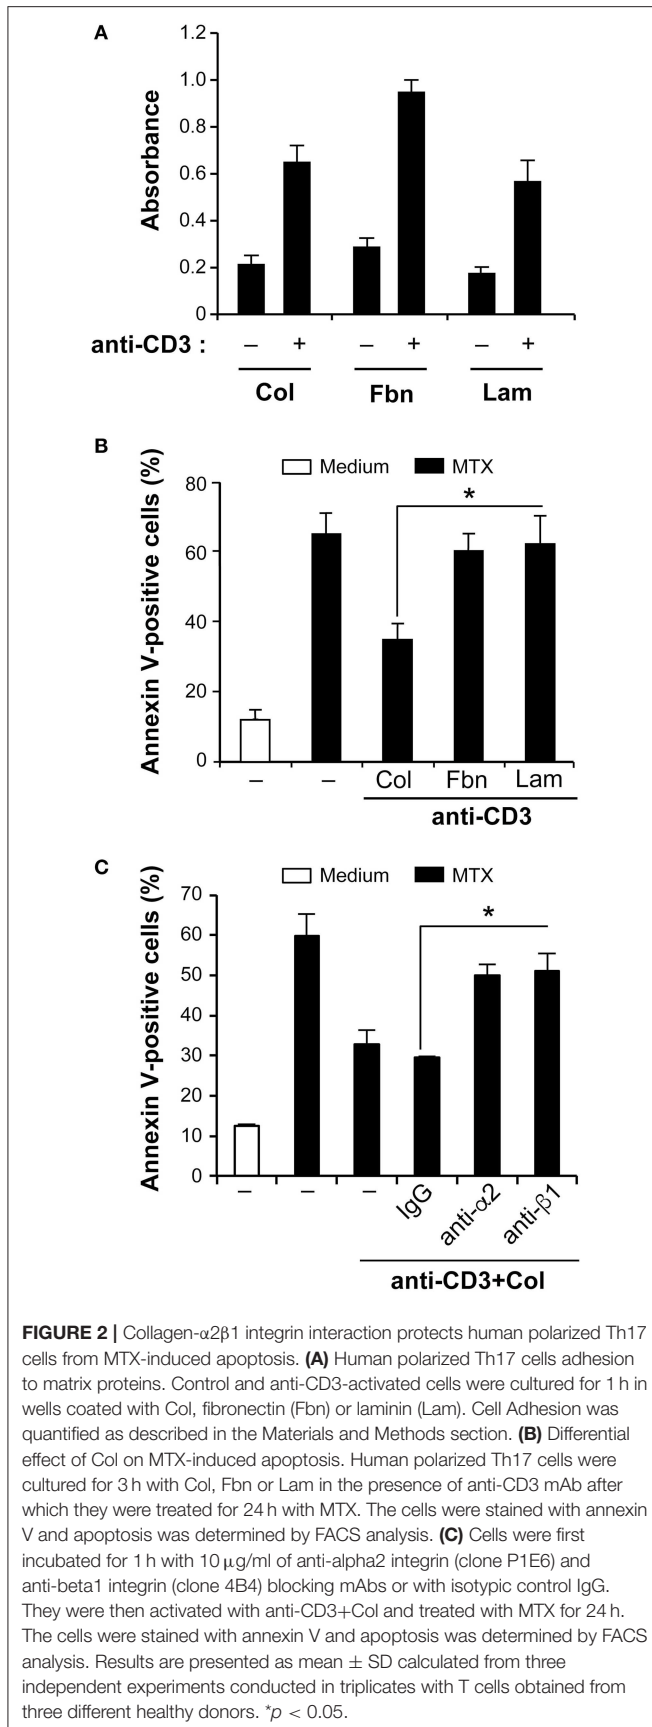 A
Absorbance
1.2
1.0
0.8
0.6
0.4
0.2
0
anti-CD3 : – + – + – +
Col Fbn Lam
B
Medium MTX
Annexin V-positive cells (%)
80
60
40
20
0
*
– – Col Fbn Lam
anti-CD3
C
Medium MTX
Annexin V-positive cells (%)
70
60
50
40
30
20
10
0
*
– – – IgG anti-α2 anti-β1
anti-CD3+Col
FIGURE 2 | Collagen-α2β1 integrin interaction protects human polarized Th17
cells from MTX-induced apoptosis. (A) Human polarized Th17 cells adhesion
to matrix proteins. Control and anti-CD3-activated cells were cultured for 1 h in
wells coated with Col, fibronectin (Fbn) or laminin (Lam). Cell Adhesion was
quantified as described in the Materials and Methods section. (B) Differential
effect of Col on MTX-induced apoptosis. Human polarized Th17 cells were
cultured for 3 h with Col, Fbn or Lam in the presence of anti-CD3 mAb after
which they were treated for 24 h with MTX. The cells were stained with annexin
V and apoptosis was determined by FACS analysis. (C) Cells were first
incubated for 1 h with 10 μg/ml of anti-alpha2 integrin (clone P1E6) and
anti-beta1 integrin (clone 4B4) blocking mAbs or with isotypic control IgG.
They were then activated with anti-CD3+Col and treated with MTX for 24 h.
The cells were stained with annexin V and apoptosis was determined by FACS
analysis. Results are presented as mean ± SD calculated from three
independent experiments conducted in triplicates with T cells obtained from
three different healthy donors. *p < 0.05.